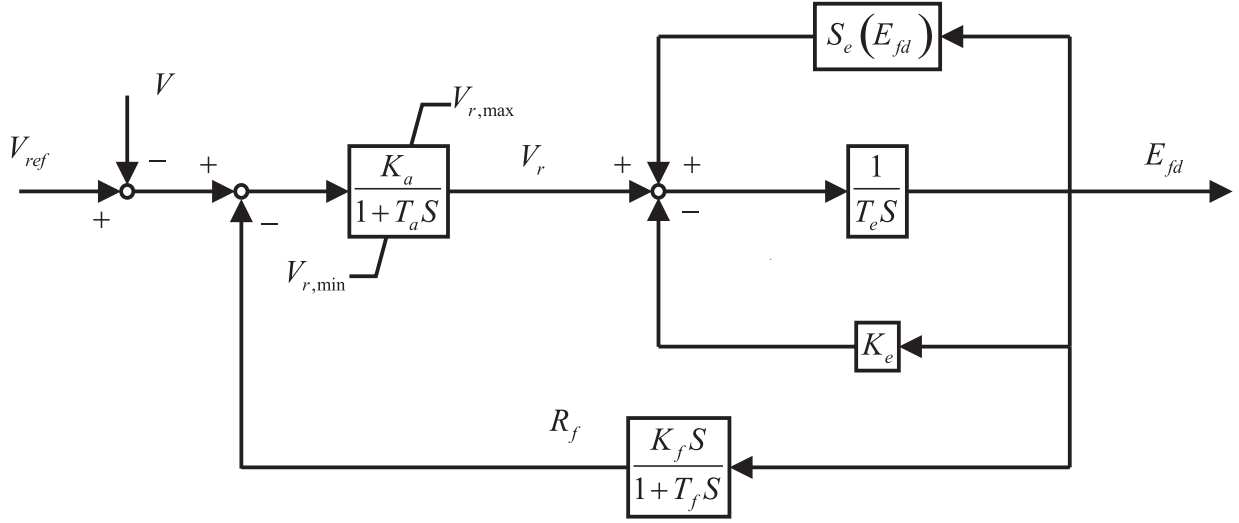 S_e (E_fd)
V
V_r,max
V_ref
−
+
K_a
V_r
+
+
1
E_fd
+
−
1 + T_a S
−
T_e S
V_r,min
K_e
R_f
K_f S
1 + T_f S